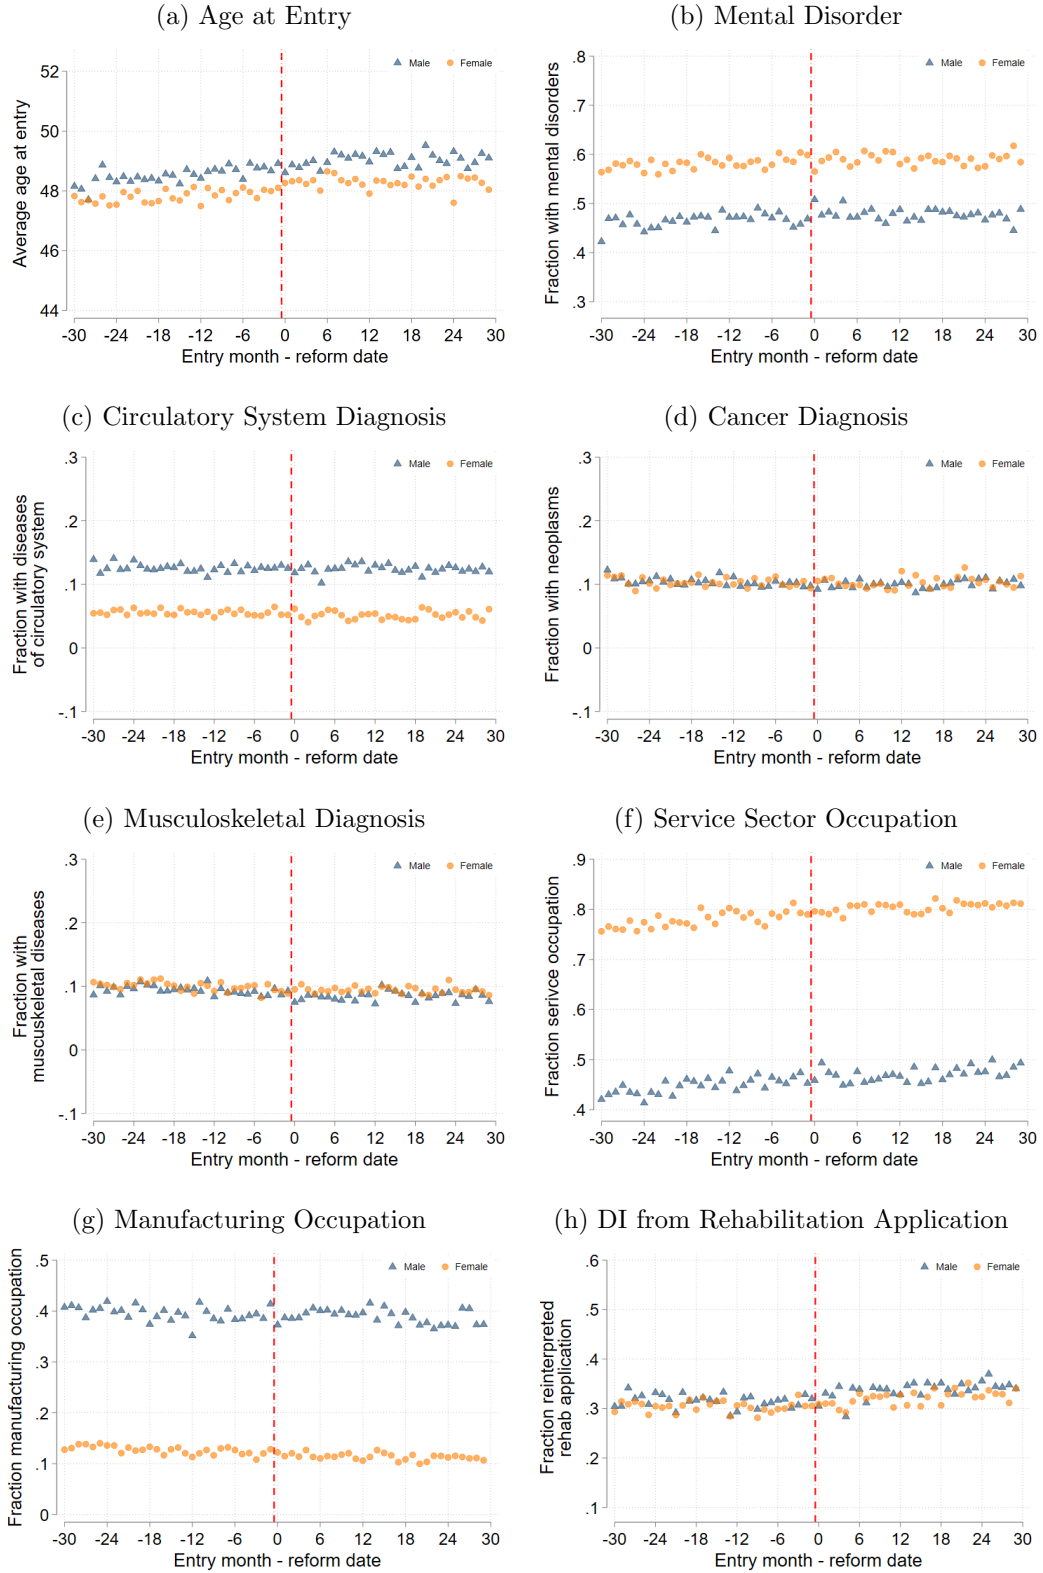 (a) Age at Entry
Male Female
Average age at entry
52
50
48
46
44
-30 -24 -18 -12 -6 0 6 12 18 24 30
Entry month - reform date
(b) Mental Disorder
Male Female
Fraction with mental disorders
.8
.7
.6
.5
.4
.3
-30 -24 -18 -12 -6 0 6 12 18 24 30
Entry month - reform date
(c) Circulatory System Diagnosis
Male Female
Fraction with diseases
of circulatory system
.3
.2
.1
0
-.1
-30 -24 -18 -12 -6 0 6 12 18 24 30
Entry month - reform date
(d) Cancer Diagnosis
Male Female
Fraction with neoplasms
.3
.2
.1
0
-.1
-30 -24 -18 -12 -6 0 6 12 18 24 30
Entry month - reform date
(e) Musculoskeletal Diagnosis
Male Female
Fraction with
muscuskeletal diseases
.3
.2
.1
0
-.1
-30 -24 -18 -12 -6 0 6 12 18 24 30
Entry month - reform date
(f) Service Sector Occupation
Male Female
Fraction serivce occupation
.9
.8
.7
.6
.5
.4
-30 -24 -18 -12 -6 0 6 12 18 24 30
Entry month - reform date
(g) Manufacturing Occupation
Male Female
Fraction manufacturing occupation
.5
.4
.3
.2
.1
0
-30 -24 -18 -12 -6 0 6 12 18 24 30
Entry month - reform date
(h) DI from Rehabilitation Application
Male Female
Fraction reinterpreted
rehab application
.6
.5
.4
.3
.2
.1
-30 -24 -18 -12 -6 0 6 12 18 24 30
Entry month - reform date